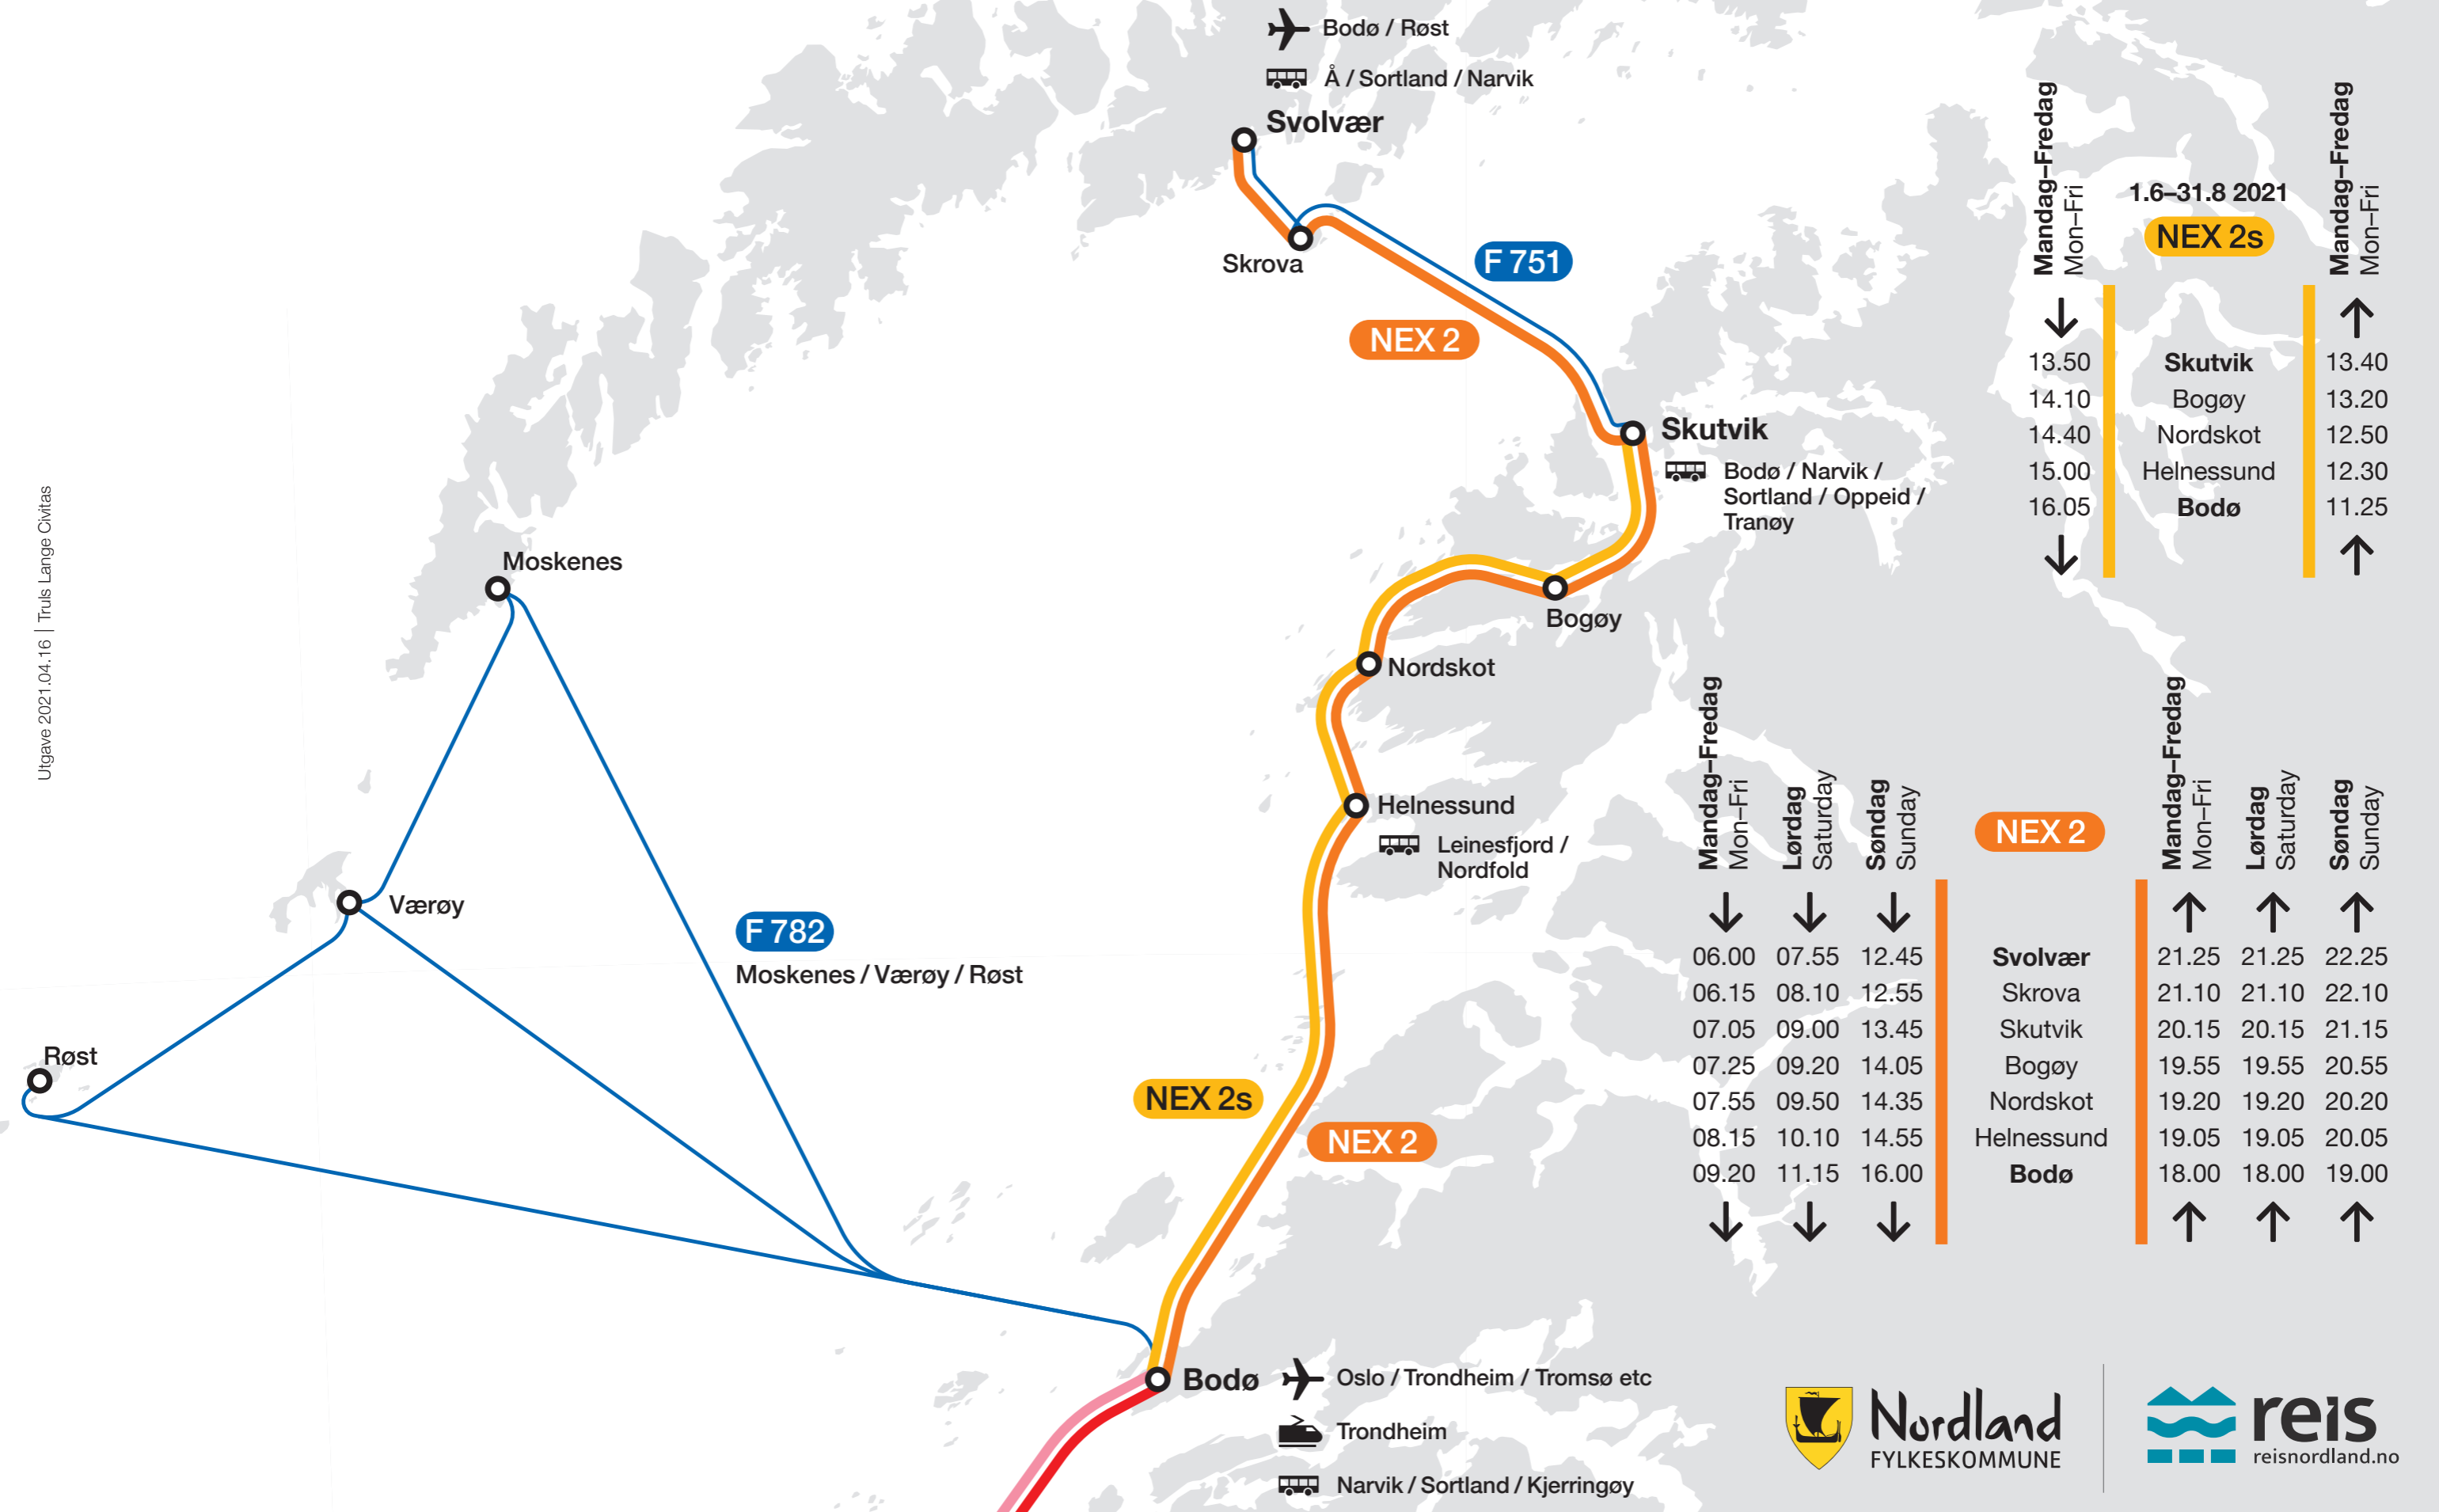 Bodø / Røst
Å / Sortland / Narvik
Svolvær
Skrova
F 751
NEX 2
Skutvik
Bodø / Narvik /
Sortland / Oppeid /
Tranøy
Bogøy
Nordskot
Helnessund
Leinesfjord /
Nordfold
Moskenes
Værøy
Røst
F 782
Moskenes / Værøy / Røst
NEX 2s
NEX 2
Bodø
Oslo / Trondheim / Tromsø etc
Trondheim
Narvik / Sortland / Kjerringøy
Utgave 2021.04.16 | Truls Lange Civitas
Mandag–Fredag
Mon–Fri
1.6–31.8 2021
NEX 2s
Mandag–Fredag
Mon–Fri
13.50 Skutvik 13.40
14.10 Bogøy 13.20
14.40 Nordskot 12.50
15.00 Helnessund 12.30
16.05 Bodø 11.25
Mandag–Fredag
Mon–Fri
Lørdag
Saturday
Søndag
Sunday
NEX 2
Mandag–Fredag
Mon–Fri
Lørdag
Saturday
Søndag
Sunday
06.00 07.55 12.45 Svolvær 21.25 21.25 22.25
06.15 08.10 12.55 Skrova 21.10 21.10 22.10
07.05 09.00 13.45 Skutvik 20.15 20.15 21.15
07.25 09.20 14.05 Bogøy 19.55 19.55 20.55
07.55 09.50 14.35 Nordskot 19.20 19.20 20.20
08.15 10.10 14.55 Helnessund 19.05 19.05 20.05
09.20 11.15 16.00 Bodø 18.00 18.00 19.00
Nordland
FYLKESKOMMUNE
reis
reisnordland.no